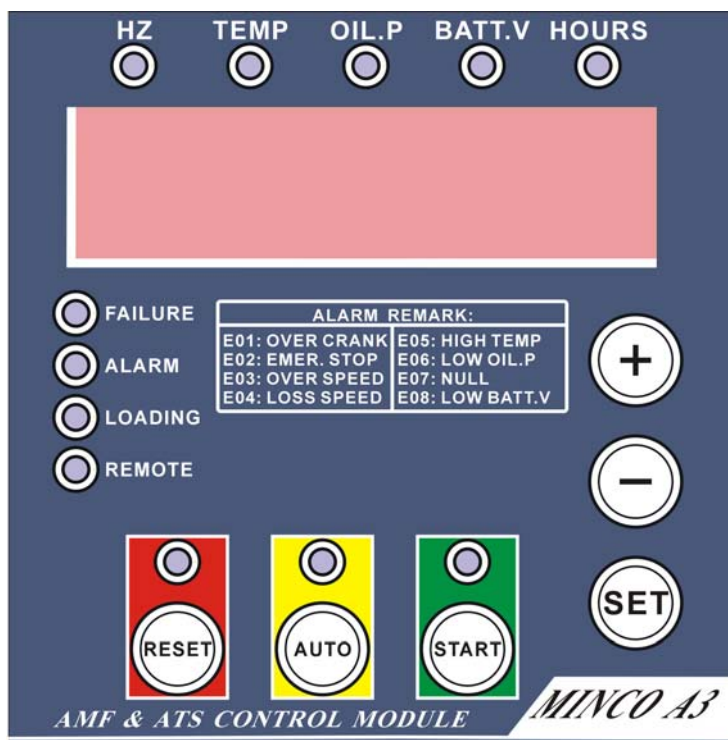 HZ TEMP OIL.P BATT.V HOURS
FAILURE
ALARM
LOADING
REMOTE
ALARM REMARK:
E01: OVER CRANK E05: HIGH TEMP
E02: EMER. STOP E06: LOW OIL.P
E03: OVER SPEED E07: NULL
E04: LOSS SPEED E08: LOW BATT.V
+
−
SET
RESET AUTO START
AMF & ATS CONTROL MODULE
MINCO A3